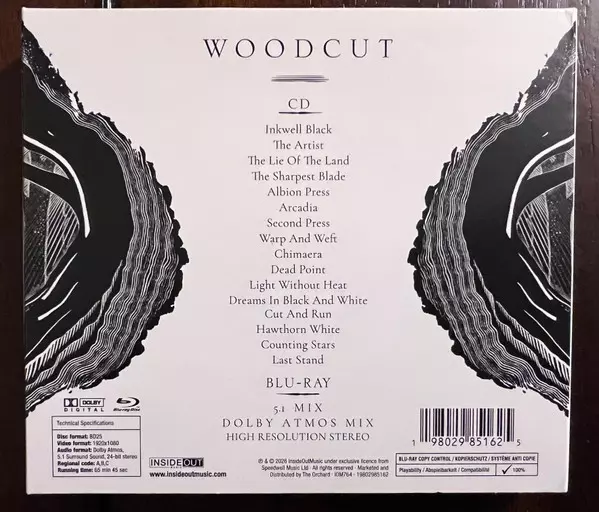 WOODCUT
CD
Inkwell Black
The Artist
The Lie Of The Land
The Sharpest Blade
Albion Press
Arcadia
Second Press
Warp And Weft
Chimaera
Dead Point
Light Without Heat
Dreams In Black And White
Cut And Run
Hawthorn White
Counting Stars
Last Stand
BLU-RAY
5.1 MIX
DOLBY ATMOS MIX
HIGH RESOLUTION STEREO
DOLBY
DIGITAL
Blu-ray Disc
Technical Specifications
Disc format: BD25
Video format: 1920x1080
Audio format: Dolby Atmos,
5.1 Surround Sound, 24-bit stereo
Regional code: A,B,C
Running time: 65 min 45 sec
INSIDEOUT
www.insideoutmusic.com
℗ & © 2026 InsideOutMusic under exclusive licence from
Speedwell Music Ltd · All rights reserved · Marketed and
Distributed by The Orchard · IOM764 · 19802985162
1 98029 85162 5
BLU-RAY COPY CONTROL / KOPIERSCHUTZ / SYSTÈME ANTI COPIE
Playability / Abspielbarkeit / Compatibilité
100%